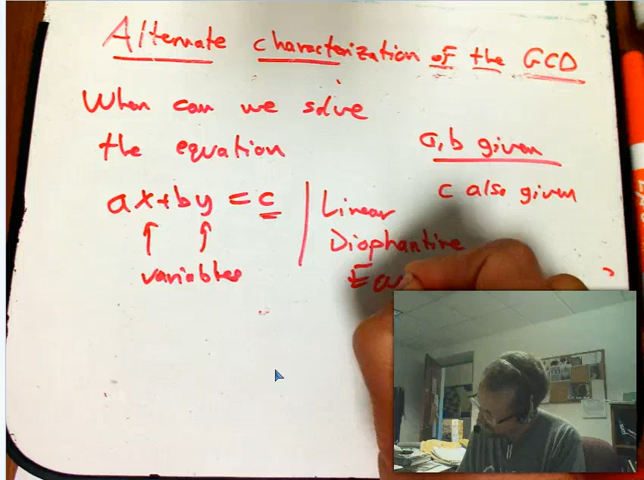 Alternate characterization of the GCD
When can we solve
the equation
a, b given
c also given
ax+by = c
variables
Linear
Diophantine